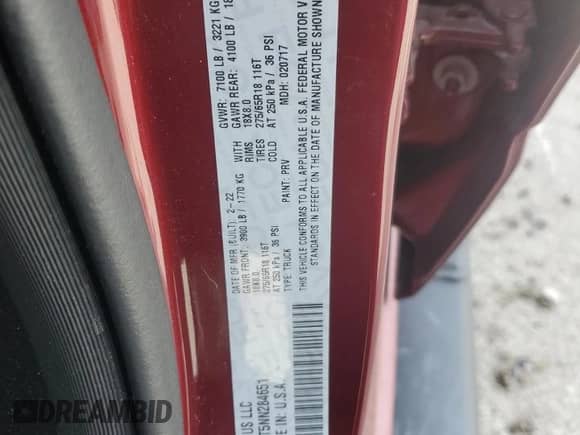 US LLC
DATE OF MFR (BUILT): 2-22
GVWR: 7100 LB / 3221 KG
GAWR FRONT: 3900 LB / 1770 KG WITH GAWR REAR: 4100 LB / 18
18X8.0 RIMS 18X8.0
275/65R18 116T TIRES 275/65R18 116T
AT 250 kPa / 36 PSI COLD AT 250 kPa / 36 PSI
TYPE: TRUCK PAINT: PRV MDH: 020717
THIS VEHICLE CONFORMS TO ALL APPLICABLE U.S.A. FEDERAL MOTOR V
STANDARDS IN EFFECT ON THE DATE OF MANUFACTURE SHOWN
T5NN284651
IN U.S.A.
DREAMBID